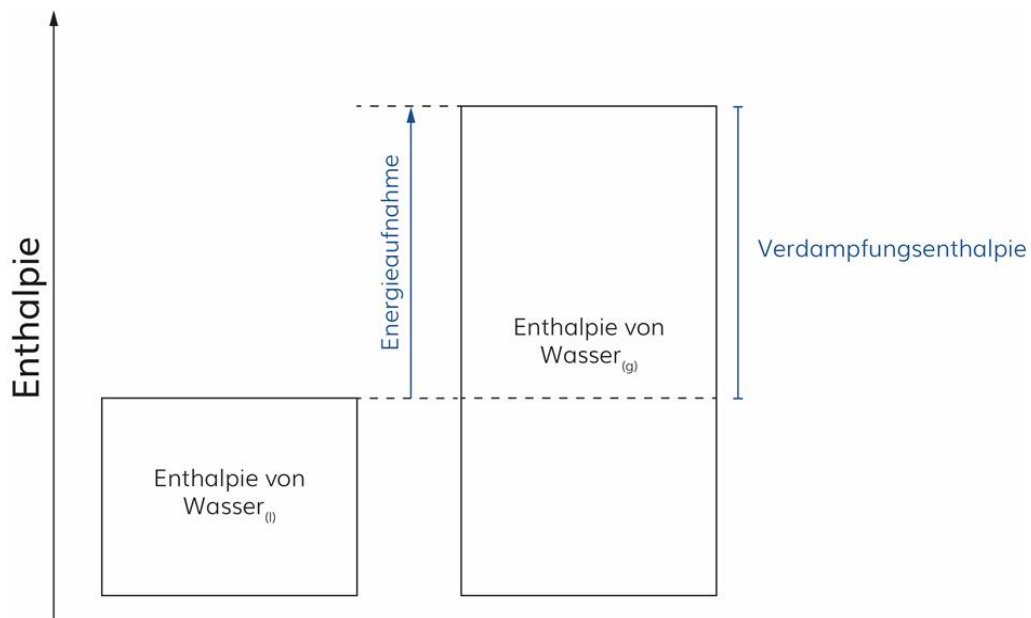 Enthalpie
Enthalpie von
Wasser(l)
Energieaufnahme
Enthalpie von
Wasser(g)
Verdampfungsenthalpie